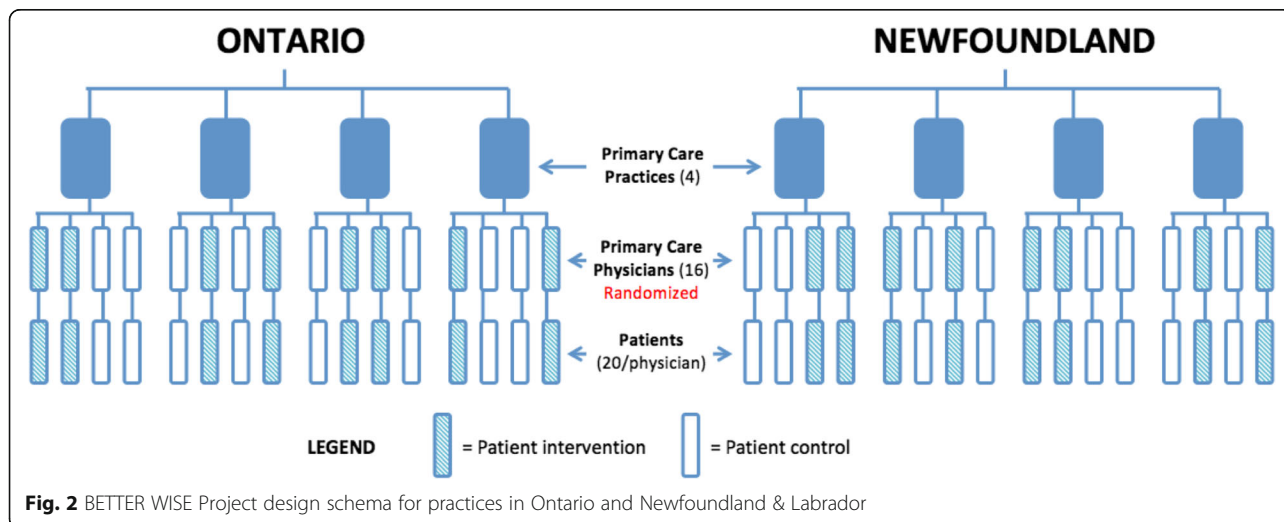 ONTARIO
NEWFOUNDLAND
Primary Care
Practices (4)
Primary Care
Physicians (16)
Randomized
Patients
(20/physician)
LEGEND = Patient intervention = Patient control
Fig. 2 BETTER WISE Project design schema for practices in Ontario and Newfoundland & Labrador